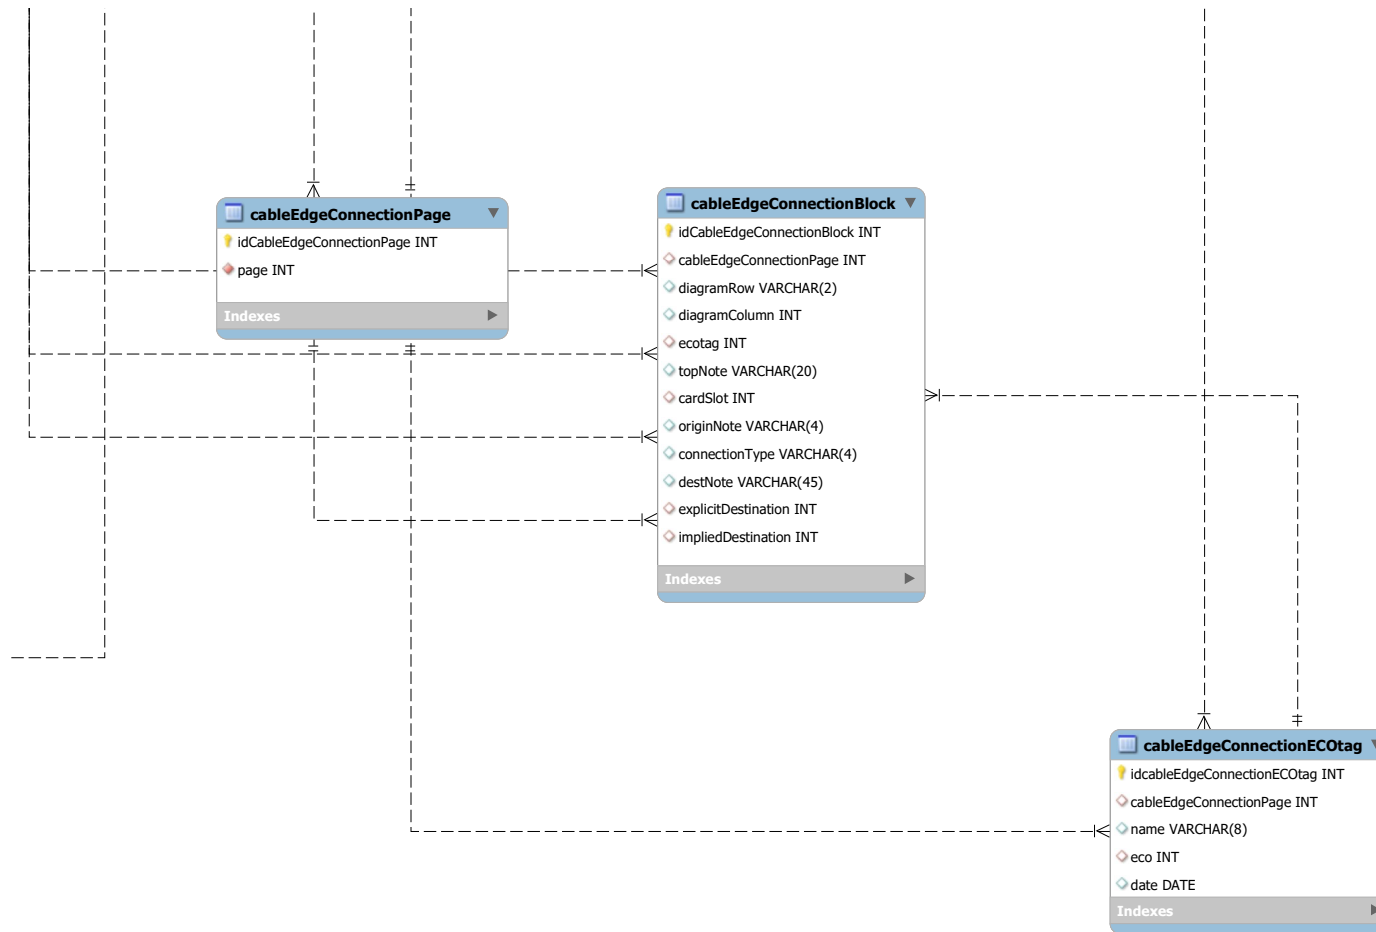 cableEdgeConnectionPage
idCableEdgeConnectionPage INT
page INT
Indexes
cableEdgeConnectionBlock
idCableEdgeConnectionBlock INT
cableEdgeConnectionPage INT
diagramRow VARCHAR(2)
diagramColumn INT
ecotag INT
topNote VARCHAR(20)
cardSlot INT
originNote VARCHAR(4)
connectionType VARCHAR(4)
destNote VARCHAR(45)
explicitDestination INT
impliedDestination INT
Indexes
cableEdgeConnectionECOtag
idcableEdgeConnectionECOtag INT
cableEdgeConnectionPage INT
name VARCHAR(8)
eco INT
date DATE
Indexes